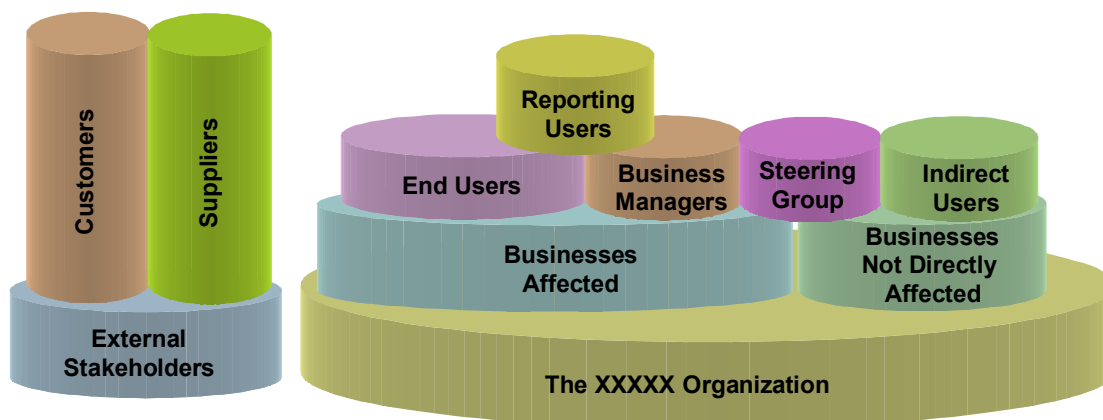 Customers
Suppliers
External
Stakeholders
Reporting
Users
End Users
Business
Managers
Steering
Group
Indirect
Users
Businesses
Affected
Businesses
Not Directly
Affected
The XXXXX Organization